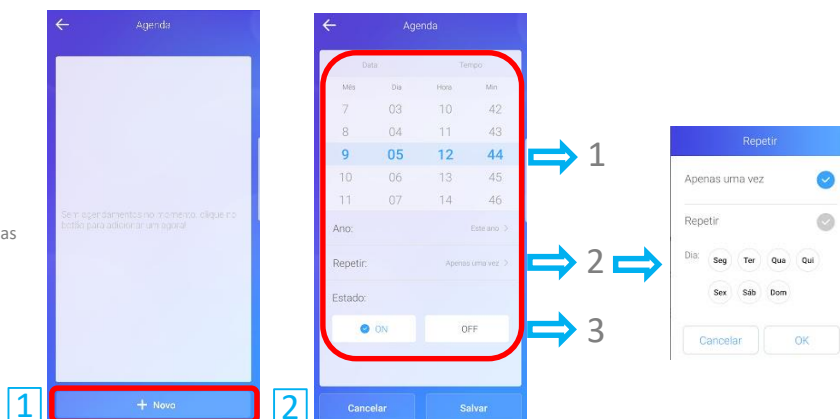 as
Agenda
Sem agendamentos no momento, clique no
botão para adicionar um agora!
+ Novo
1
Agenda
Data Tempo
Mês Dia Hora Min
7 03 10 42
8 04 11 43
9 05 12 44
10 06 13 45
11 07 14 46
Ano: Este ano >
Repetir: Apenas uma vez >
Estado:
ON OFF
Cancelar Salvar
2
1
2
3
Repetir
Apenas uma vez
Repetir
Dia: Seg Ter Qua Qui
Sex Sáb Dom
Cancelar OK